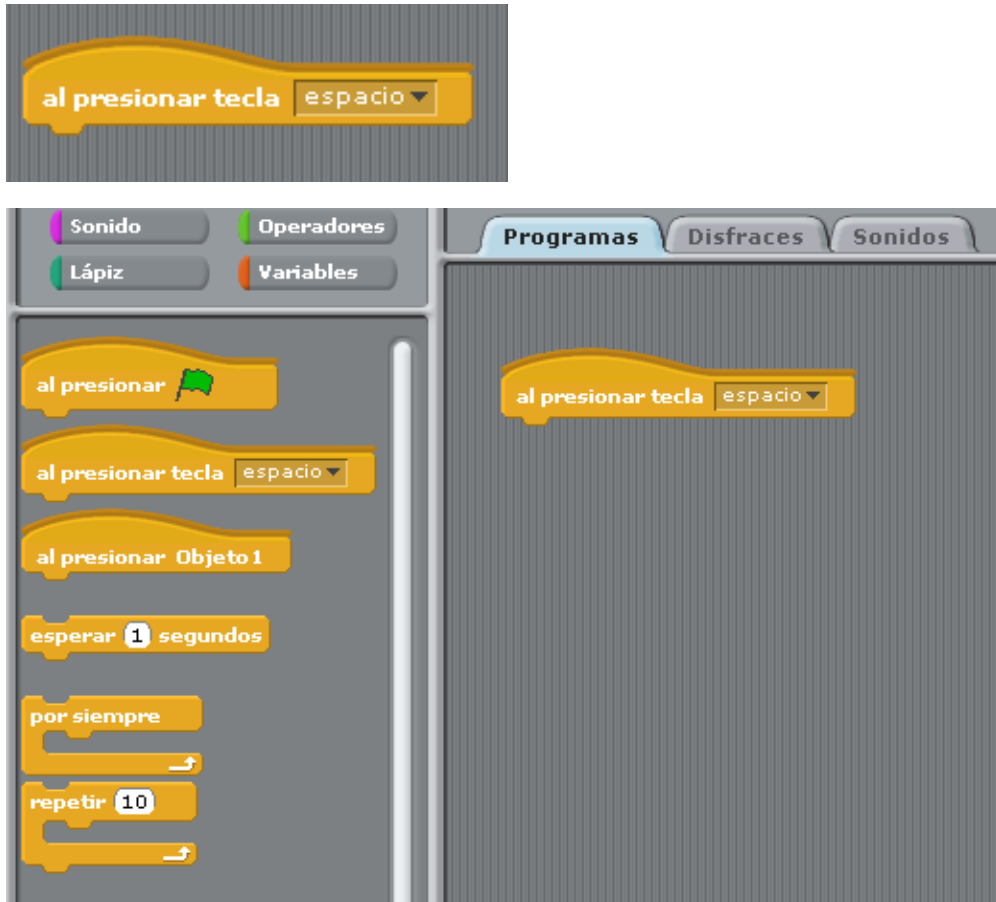 al presionar tecla espacio
Sonido Operadores
Lápiz Variables
Programas Disfraces Sonidos
al presionar
al presionar tecla espacio
al presionar Objeto1
esperar 1 segundos
por siempre
repetir 10
al presionar tecla espacio